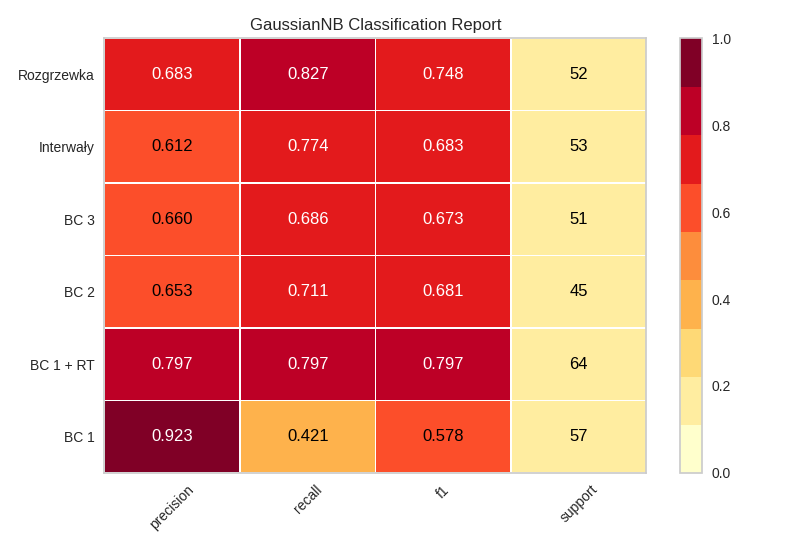 GaussianNB Classification Report
Rozgrzewka 0.683 0.827 0.748 52
Interwały 0.612 0.774 0.683 53
BC 3 0.660 0.686 0.673 51
BC 2 0.653 0.711 0.681 45
BC 1 + RT 0.797 0.797 0.797 64
BC 1 0.923 0.421 0.578 57
precision recall f1 support
1.0
0.8
0.6
0.4
0.2
0.0